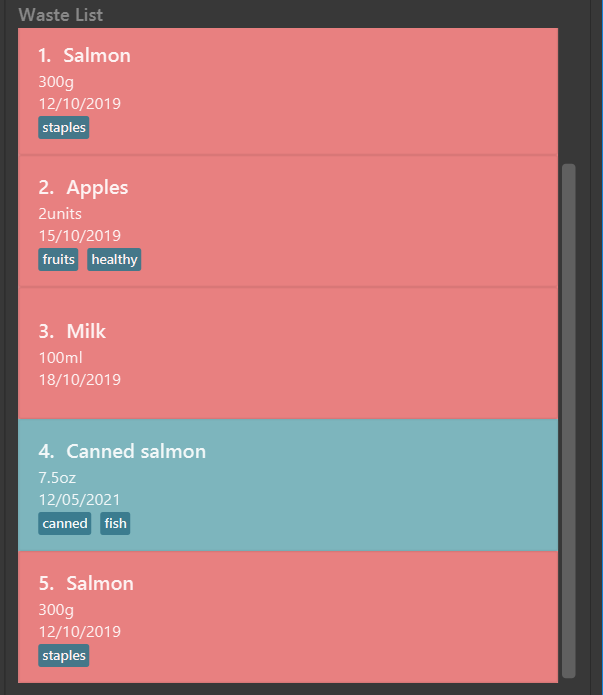 Waste List
1. Salmon
300g
12/10/2019
staples
2. Apples
2units
15/10/2019
fruits healthy
3. Milk
100ml
18/10/2019
4. Canned salmon
7.5oz
12/05/2021
canned fish
5. Salmon
300g
12/10/2019
staples